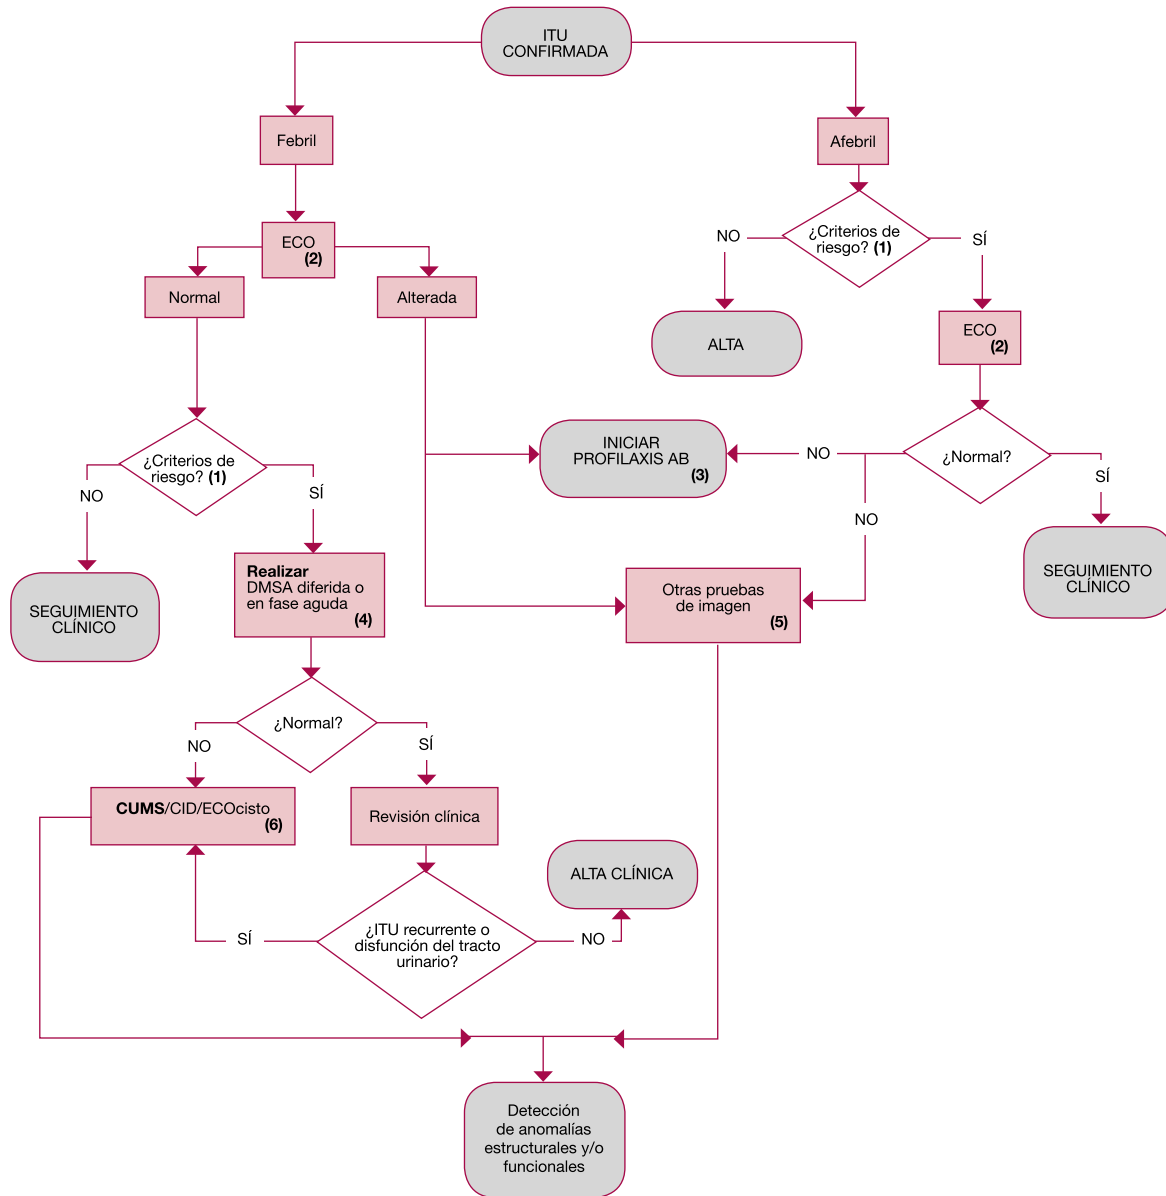 ITU
CONFIRMADA
Febril
Afebril
ECO
(2)
¿Criterios de
riesgo? (1)
NO
SÍ
Normal
Alterada
ALTA
ECO
(2)
¿Criterios de
riesgo? (1)
NO
SÍ
INICIAR
PROFILAXIS AB
(3)
NO
¿Normal?
SÍ
NO
SEGUIMIENTO
CLÍNICO
Realizar
DMSA diferida o
en fase aguda
(4)
Otras pruebas
de imagen
(5)
SEGUIMIENTO
CLÍNICO
¿Normal?
NO
SÍ
CUMS/CID/ECOcisto
(6)
Revisión clínica
ALTA CLÍNICA
¿ITU recurrente o
disfunción del tracto
urinario?
SÍ
NO
Detección
de anomalías
estructurales y/o
funcionales